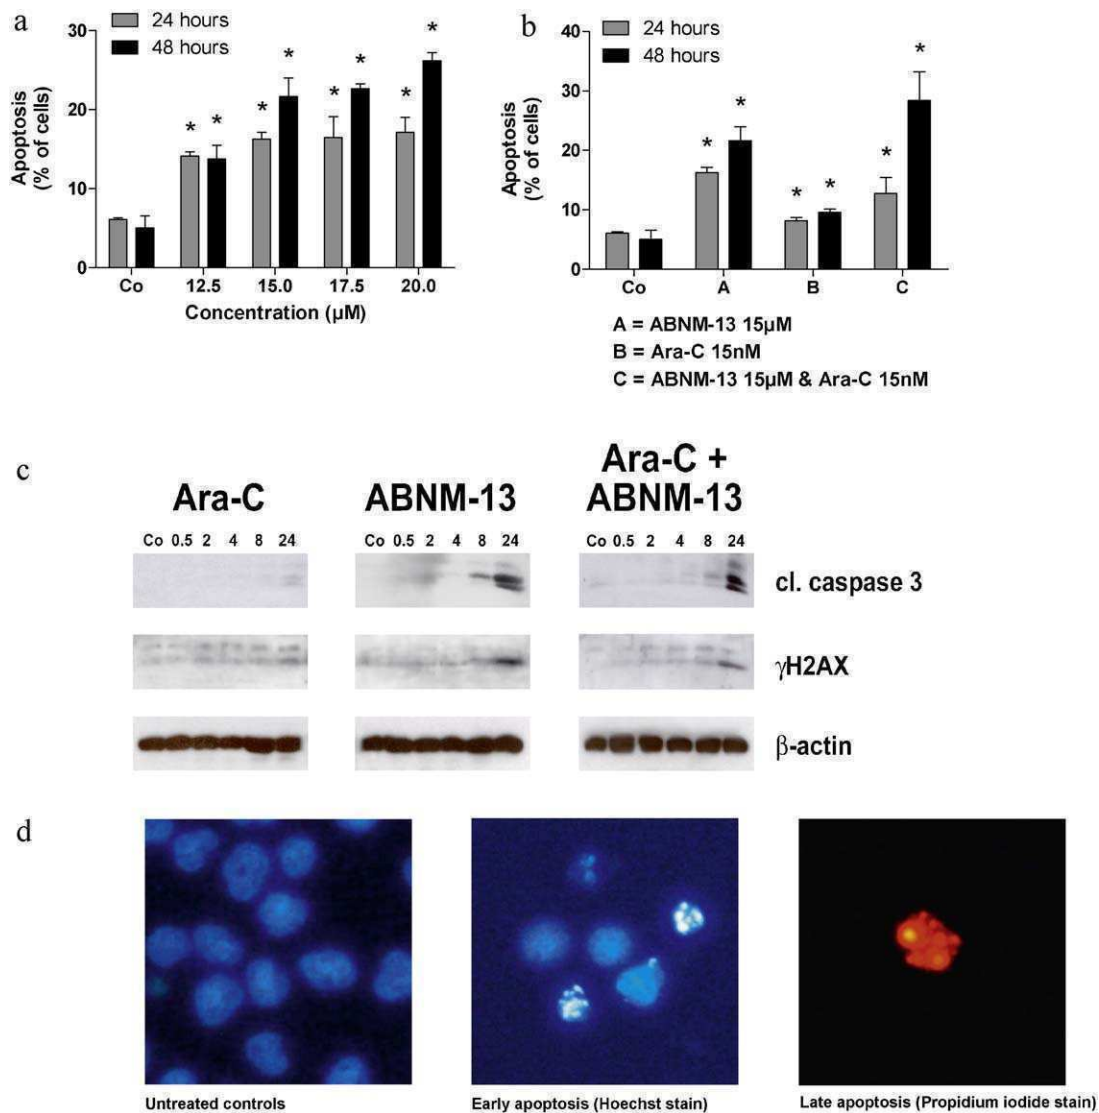 a
24 hours
48 hours
Apoptosis
(% of cells)
30
20
10
0
* * * * * * * *
Co 12.5 15.0 17.5 20.0
Concentration (µM)
b
24 hours
48 hours
Apoptosis
(% of cells)
40
30
20
10
0
* * * * * *
Co A B C
A = ABNM-13 15µM
B = Ara-C 15nM
C = ABNM-13 15µM & Ara-C 15nM
c
Ara-C
ABNM-13
Ara-C +
ABNM-13
Co 0.5 2 4 8 24
Co 0.5 2 4 8 24
Co 0.5 2 4 8 24
cl. caspase 3
γH2AX
β-actin
d
Untreated controls
Early apoptosis (Hoechst stain)
Late apoptosis (Propidium iodide stain)